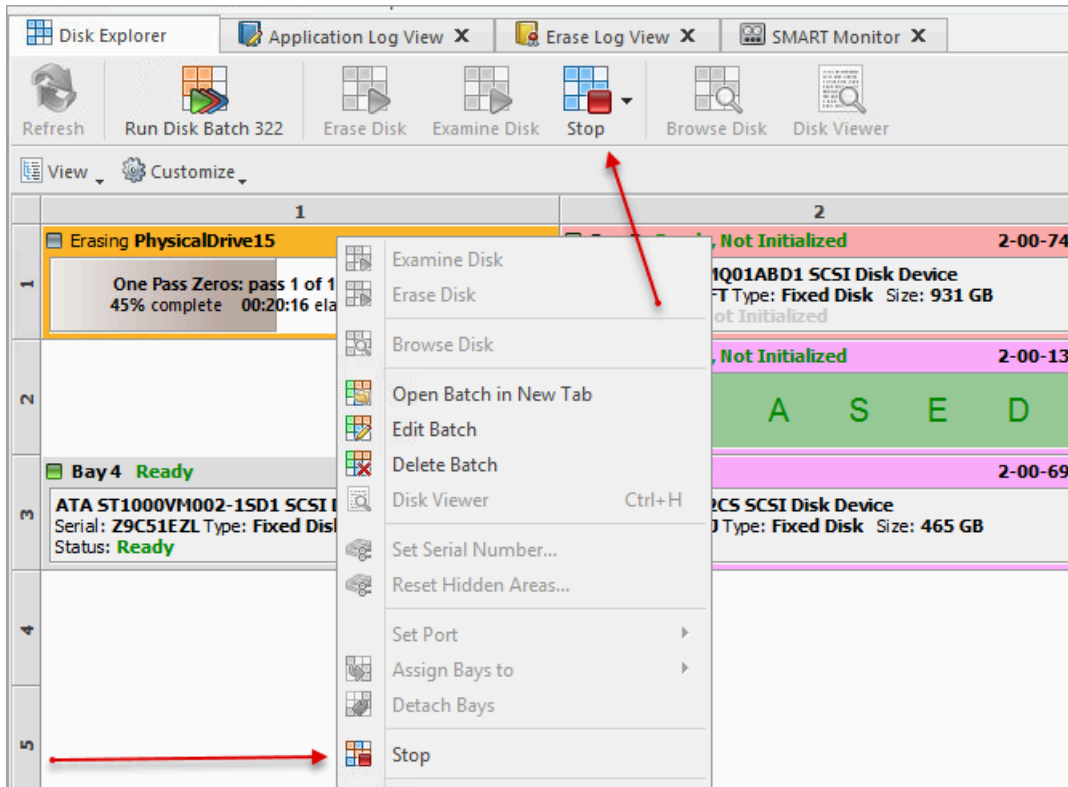 Disk Explorer
Application Log View X
Erase Log View X
SMART Monitor X
Refresh
Run Disk Batch 322
Erase Disk
Examine Disk
Stop
Browse Disk
Disk Viewer
View
Customize
1
2
1
Erasing PhysicalDrive15
One Pass Zeros: pass 1 of 1
45% complete 00:20:16 ela
, Not Initialized 2-00-74
1Q01ABD1 SCSI Disk Device
FT Type: Fixed Disk Size: 931 GB
ot Initialized
2
, Not Initialized 2-00-13
A S E D
3
Bay 4 Ready
ATA ST1000VM002-1SD1 SCSI
Serial: Z9C51EZL Type: Fixed Dis
Status: Ready
2-00-69
2CS SCSI Disk Device
J Type: Fixed Disk Size: 465 GB
4
5
Examine Disk
Erase Disk
Browse Disk
Open Batch in New Tab
Edit Batch
Delete Batch
Disk Viewer Ctrl+H
Set Serial Number...
Reset Hidden Areas...
Set Port
Assign Bays to
Detach Bays
Stop